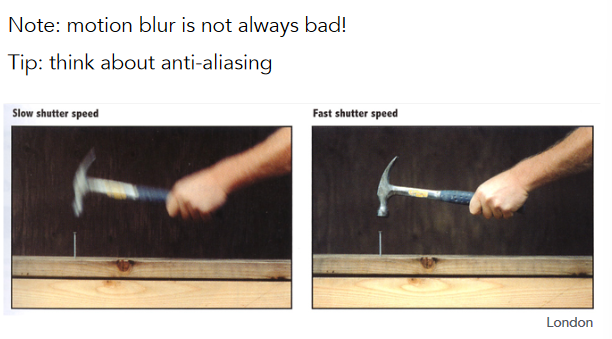 Note: motion blur is not always bad!
Tip: think about anti-aliasing
Slow shutter speed
Fast shutter speed
London